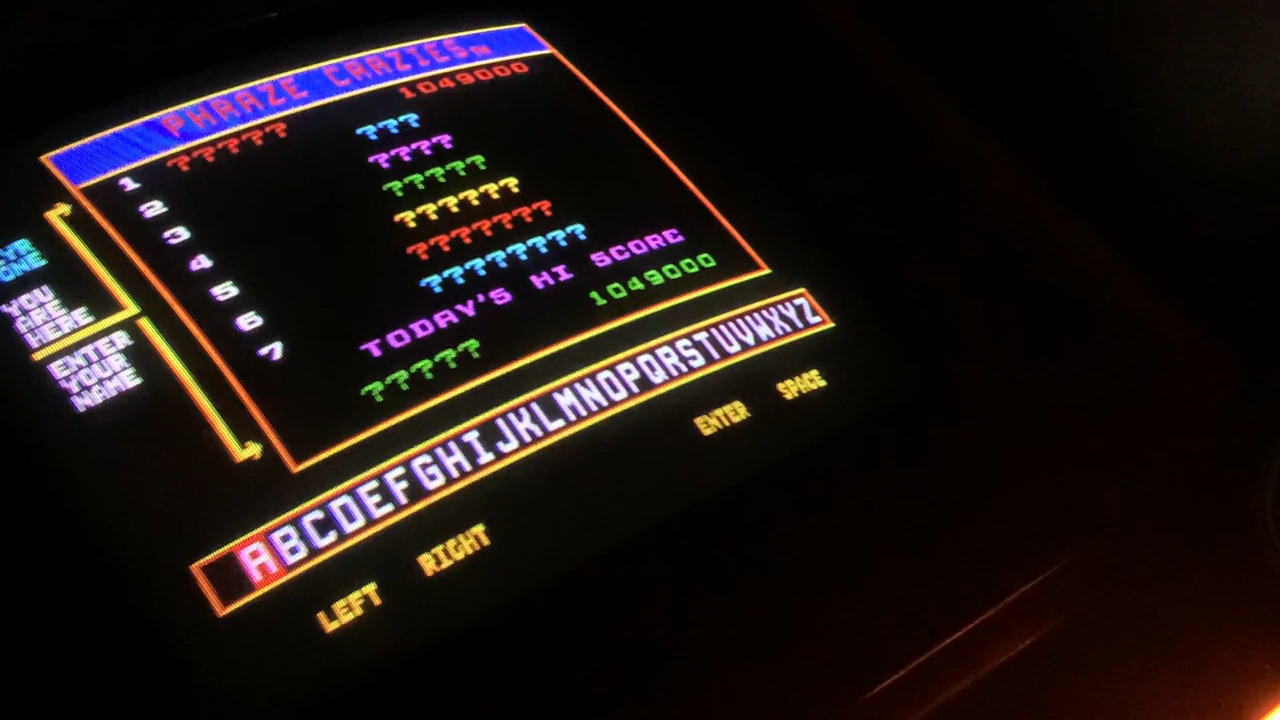 PHRAZE CRAZIES
1 ????? 1049000
2 ???
3 ????
4 ?????
5 ??????
6 ???????
7 ????????
TODAY'S HI SCORE
????? 1049000
ONE
YOU
ARE
HERE
ENTER
YOUR
NAME
ABCDEFGHIJKLMNOPQRSTUVWXYZ
LEFT RIGHT ENTER SPACE